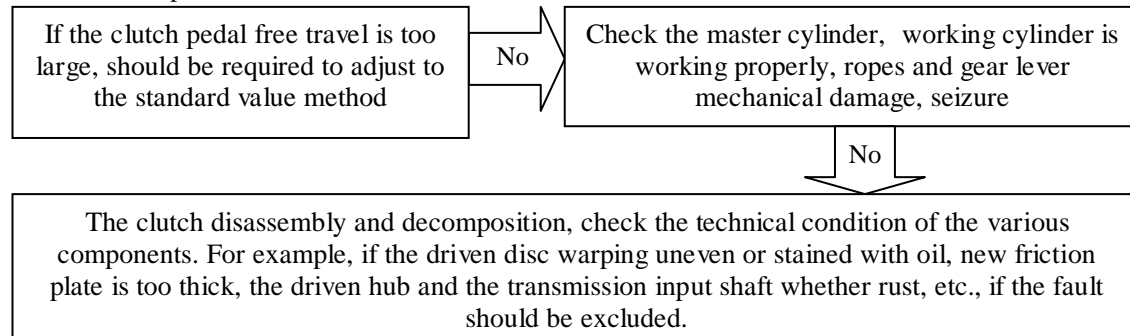 If the clutch pedal free travel is too
large, should be required to adjust to
the standard value method
No
Check the master cylinder, working cylinder is
working properly, ropes and gear lever
mechanical damage, seizure
No
The clutch disassembly and decomposition, check the technical condition of the various
components. For example, if the driven disc warping uneven or stained with oil, new friction
plate is too thick, the driven hub and the transmission input shaft whether rust, etc., if the fault
should be excluded.